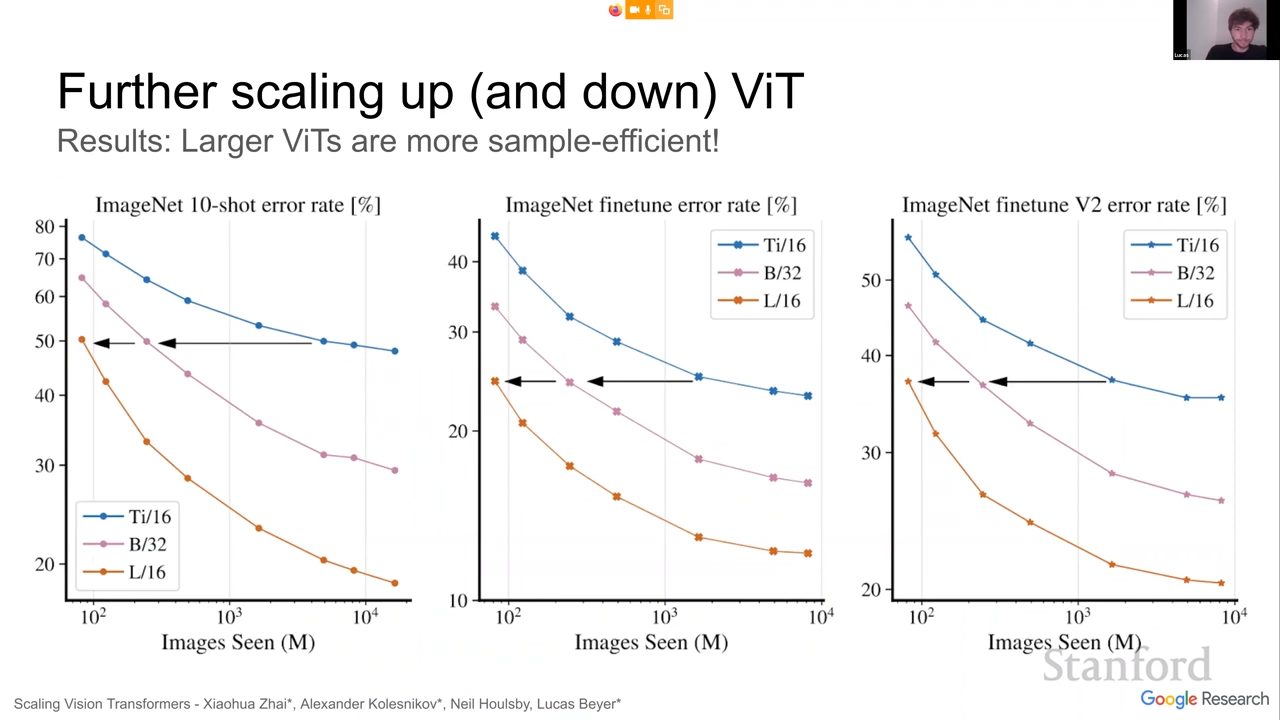 Lucas
Further scaling up (and down) ViT
Results: Larger ViTs are more sample-efficient!
ImageNet 10-shot error rate [%]
80
70
60
50
40
30
20
Ti/16
B/32
L/16
10²
10³
10⁴
Images Seen (M)
ImageNet finetune error rate [%]
40
30
20
10
Ti/16
B/32
L/16
10²
10³
10⁴
Images Seen (M)
ImageNet finetune V2 error rate [%]
50
40
30
20
Ti/16
B/32
L/16
10²
10³
10⁴
Images Seen (M)
Stanford
Google Research
Scaling Vision Transformers - Xiaohua Zhai*, Alexander Kolesnikov*, Neil Houlsby, Lucas Beyer*